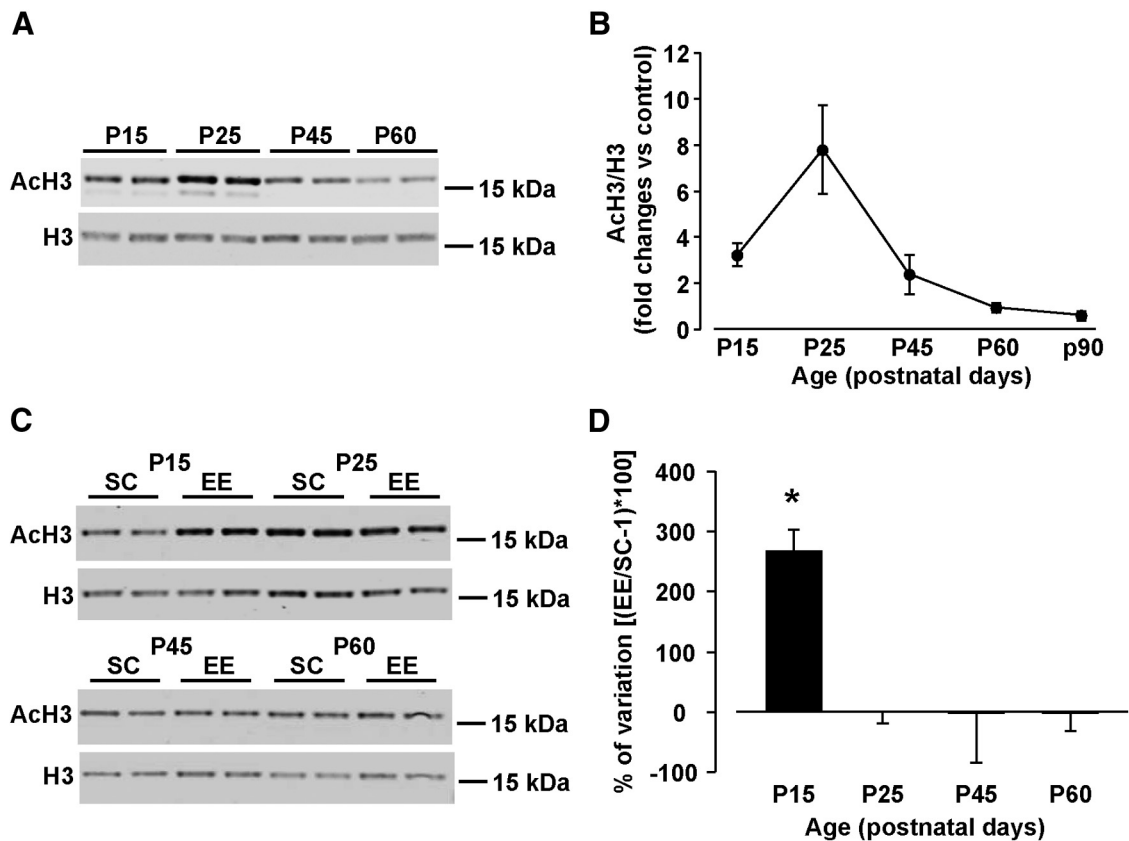 A
P15 P25 P45 P60
AcH3
15 kDa
H3
15 kDa
B
AcH3/H3
(fold changes vs control)
12
10
8
6
4
2
0
P15 P25 P45 P60 p90
Age (postnatal days)
C
P15 P25
SC EE SC EE
AcH3
15 kDa
H3
15 kDa
P45 P60
SC EE SC EE
AcH3
15 kDa
H3
15 kDa
D
% of variation [(EE/SC-1)*100]
400
300
200
100
0
-100
*
P15 P25 P45 P60
Age (postnatal days)